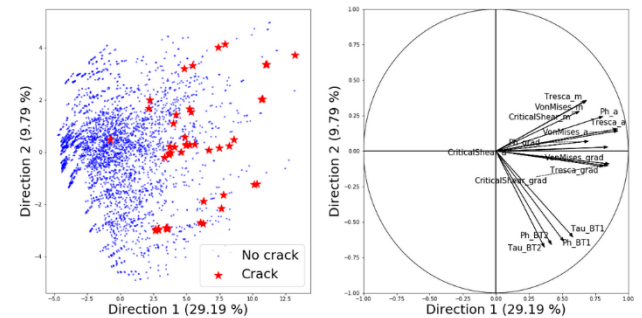 4
2
0
-2
-4
-5.0
-2.5
0.0
2.5
5.0
7.5
10.0
12.5
Direction 2 (9.79 %)
Direction 1 (29.19 %)
No crack
Crack
1.00
0.75
0.50
0.25
0.00
-0.25
-0.50
-0.75
-1.00
-1.00
-0.75
-0.50
-0.25
0.00
0.25
0.50
0.75
1.00
Direction 2 (9.79 %)
Direction 1 (29.19 %)
Tresca_m
VonMises_m
CriticalShear_m
Ph_a
Tresca_a
VonMises_a
Ph_grad
CriticalShear_a
VonMises_grad
Tresca_grad
CriticalShear_grad
Tau_BT1
Ph_BT2
Ph_BT1
Tau_BT2